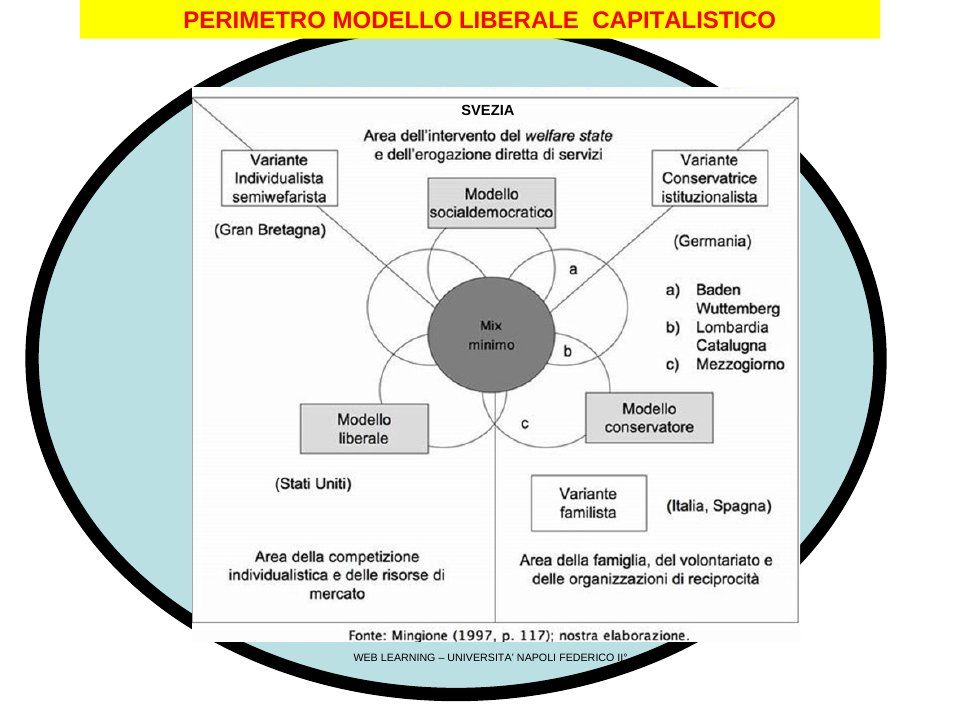 PERIMETRO MODELLO LIBERALE CAPITALISTICO
SVEZIA
Area dell'intervento del welfare state
e dell'erogazione diretta di servizi
Variante
Individualista
semiwefarista
(Gran Bretagna)
Variante
Conservatrice
istituzionalista
(Germania)
Modello
socialdemocratico
a
a) Baden
Wuttemberg
b) Lombardia
Catalugna
c) Mezzogiorno
Mix
minimo
b
Modello
liberale
c
Modello
conservatore
(Stati Uniti)
Variante
familista
(Italia, Spagna)
Area della competizione
individualistica e delle risorse di
mercato
Area della famiglia, del volontariato e
delle organizzazioni di reciprocità
Fonte: Mingione (1997, p. 117); nostra elaborazione.
WEB LEARNING – UNIVERSITA' NAPOLI FEDERICO II°